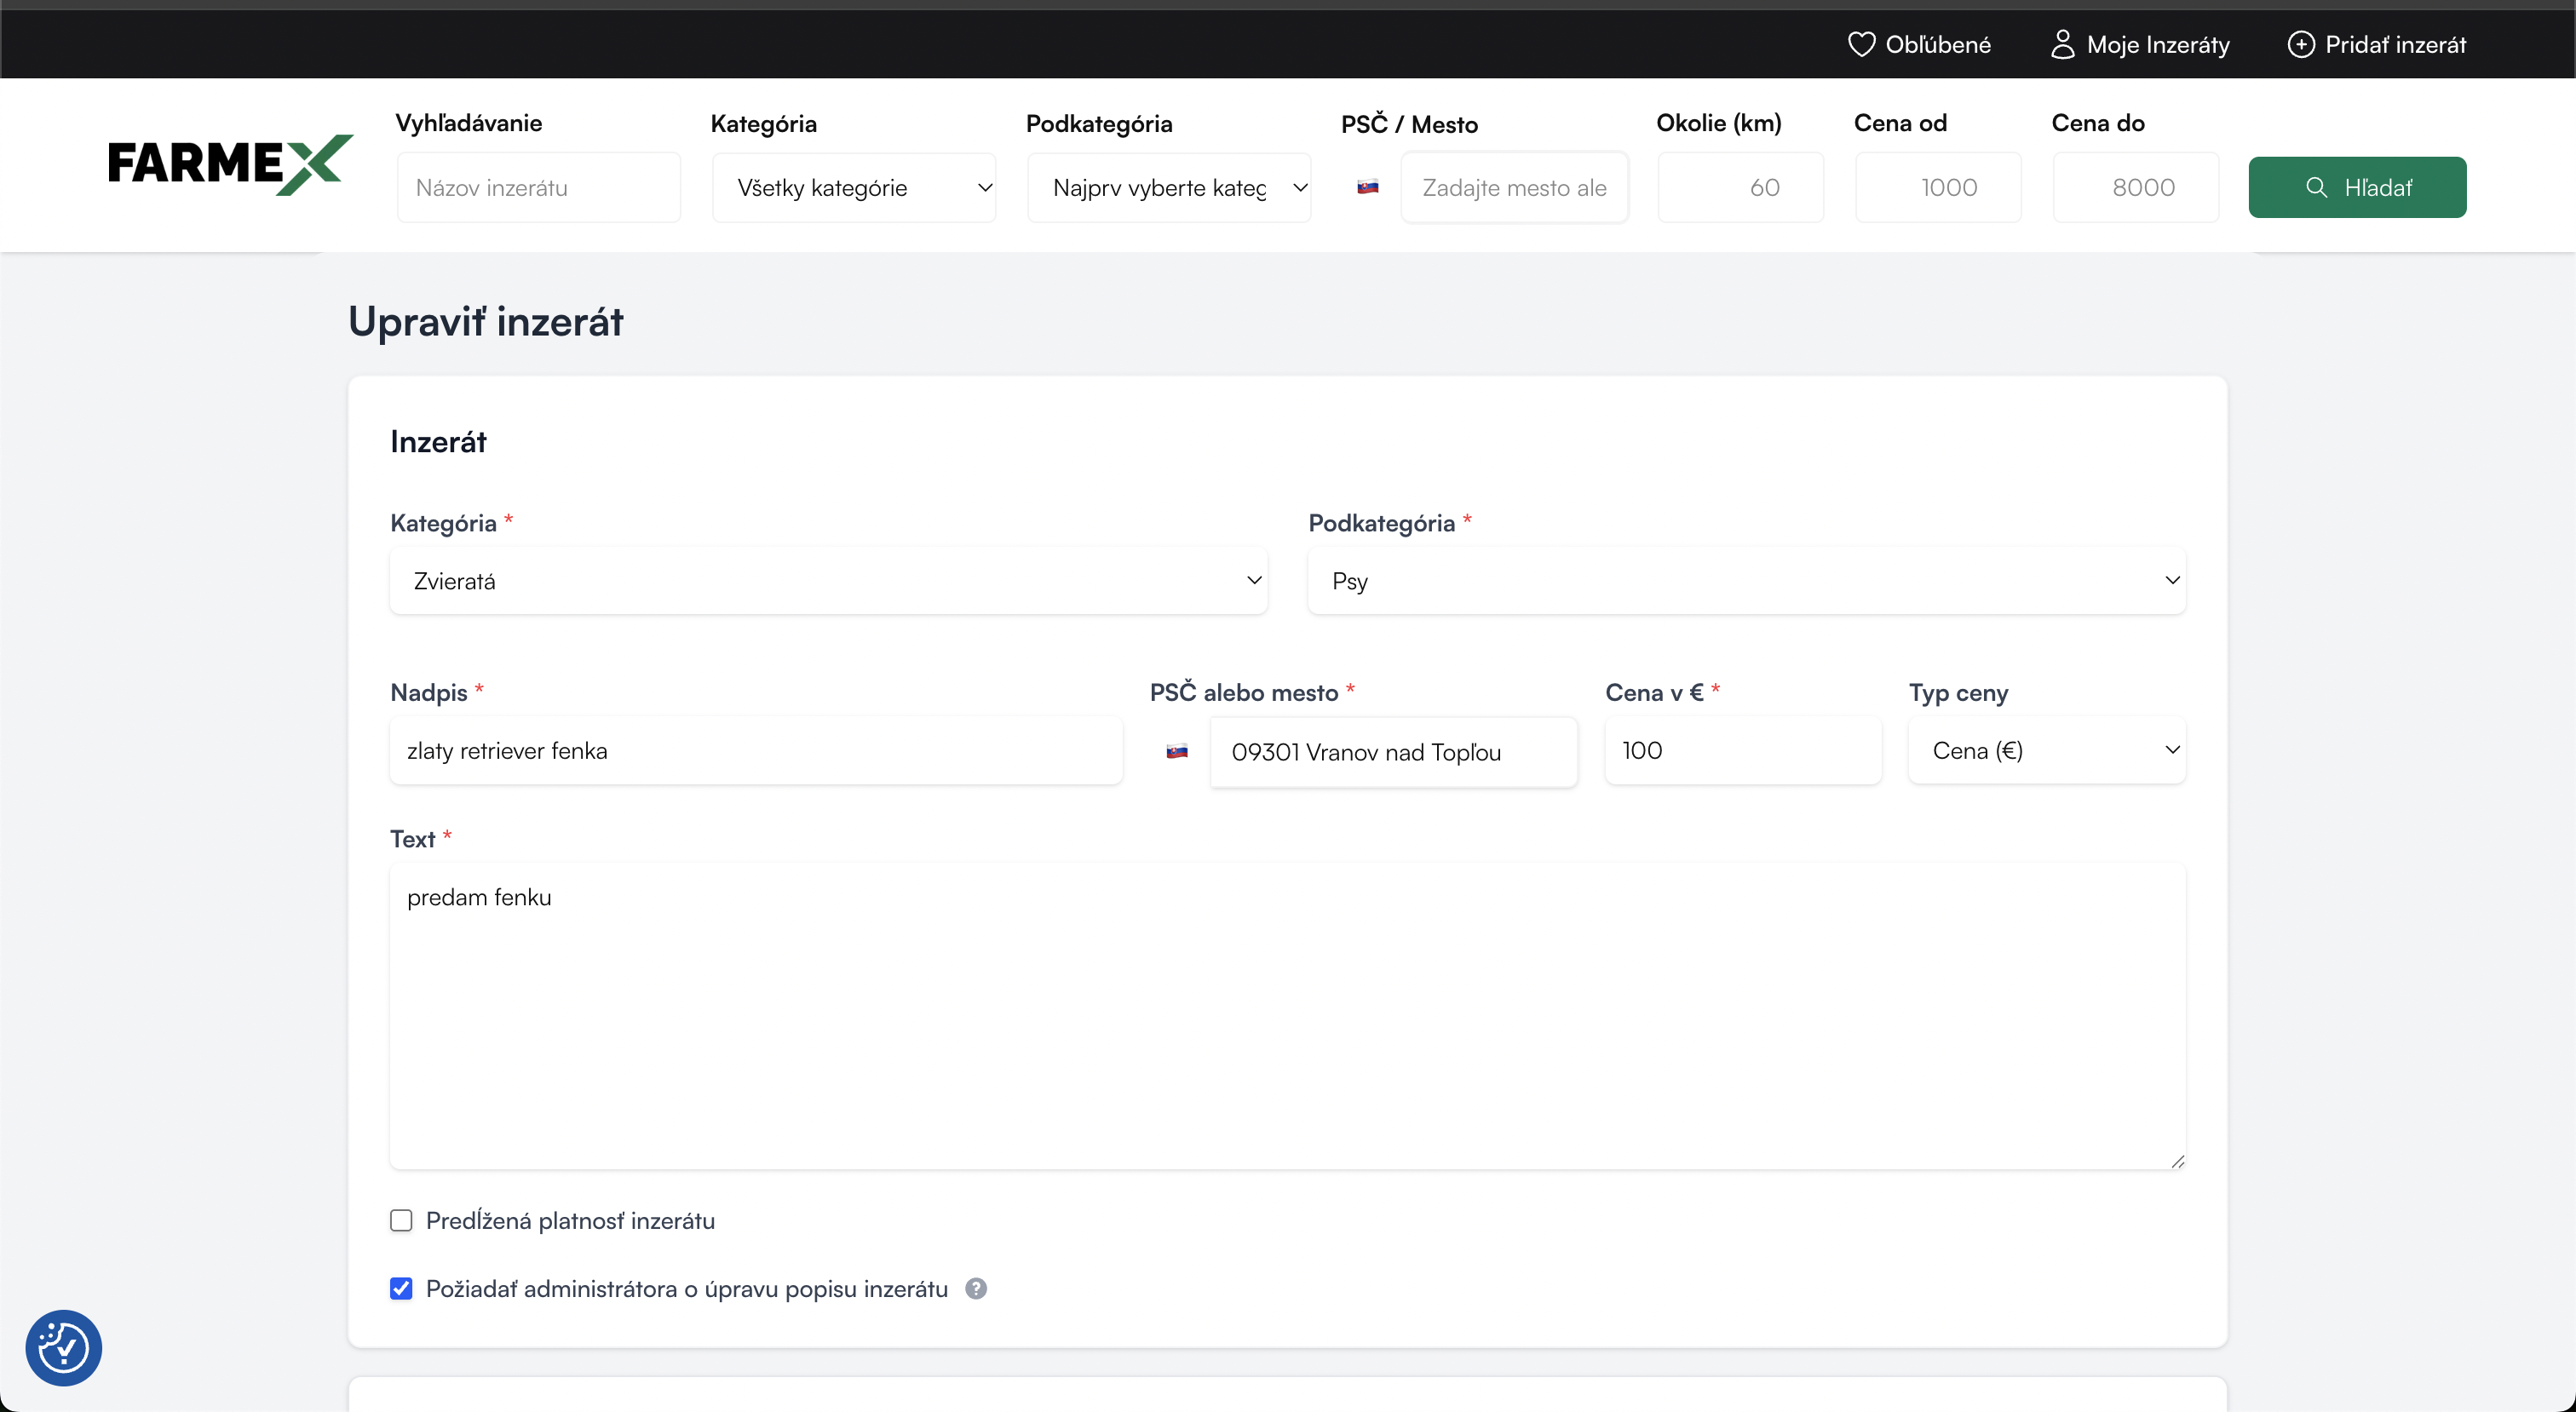 Obľúbené Moje Inzeráty Pridať inzerát
FARMEX
Vyhľadávanie Kategória Podkategória PSČ / Mesto Okolie (km) Cena od Cena do
Názov inzerátu Všetky kategórie Najprv vyberte kateg Zadajte mesto ale 60 1000 8000 Hľadať
Upraviť inzerát
Inzerát
Kategória * Podkategória *
Zvieratá Psy
Nadpis * PSČ alebo mesto * Cena v € * Typ ceny
zlaty retriever fenka 09301 Vranov nad Topľou 100 Cena (€)
Text *
predam fenku
Predĺžená platnosť inzerátu
Požiadať administrátora o úpravu popisu inzerátu ?